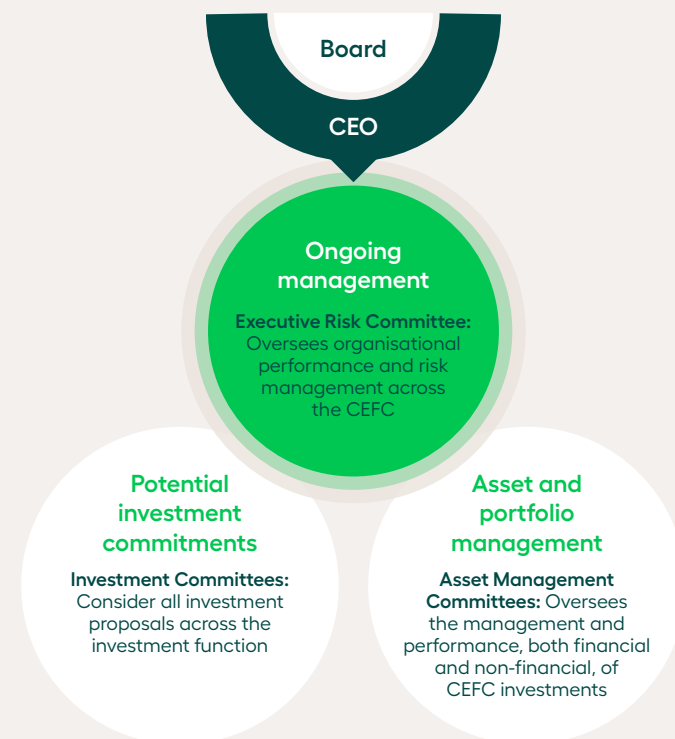 Board
CEO
Ongoing
management
Executive Risk Committee:
Oversees organisational
performance and risk
management across
the CEFC
Potential
investment
commitments
Investment Committees:
Consider all investment
proposals across the
investment function
Asset and
portfolio
management
Asset Management
Committees: Oversees
the management and
performance, both financial
and non-financial, of
CEFC investments